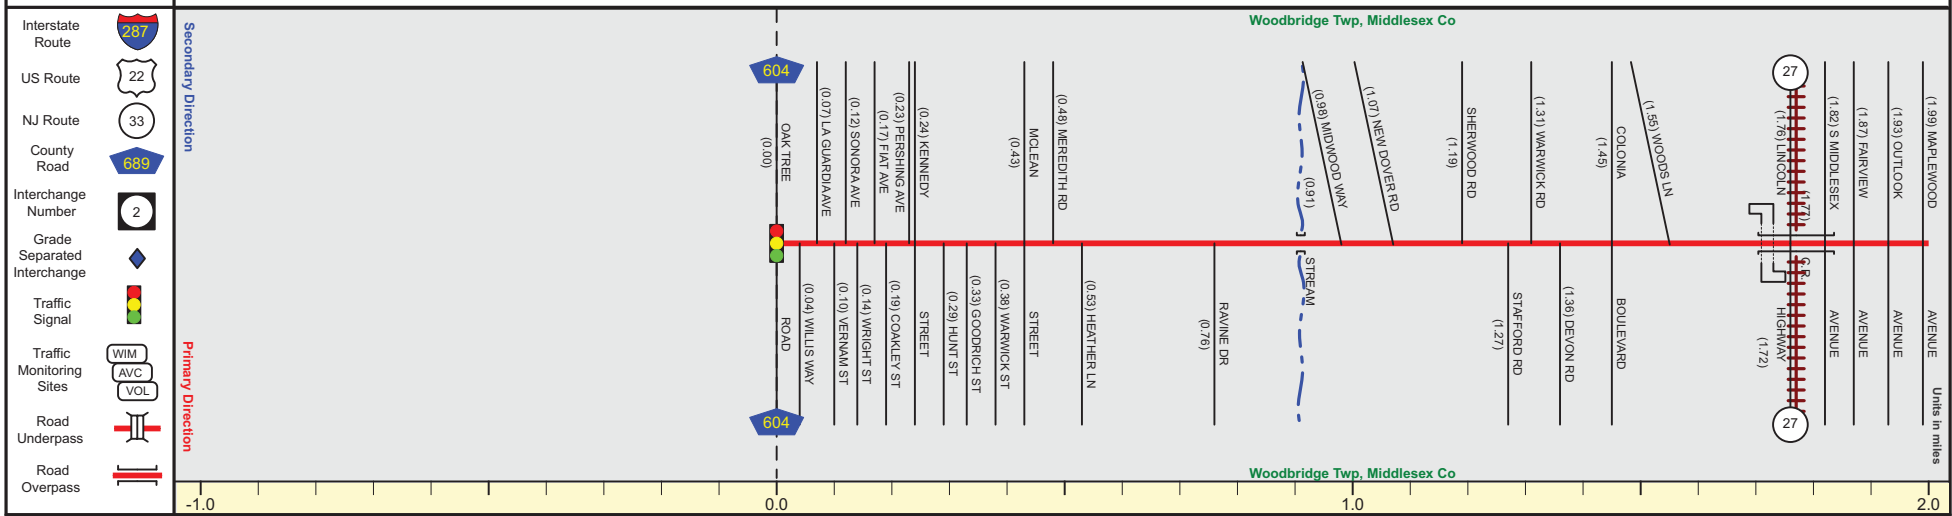 Interstate
Route
287
US Route
22
NJ Route
33
County
Road
689
Interchange
Number
2
Grade
Separated
Interchange
Traffic
Signal
Traffic
Monitoring
Sites
WIM
AVC
VOL
Road
Underpass
Road
Overpass
Secondary Direction
Primary Direction
Woodbridge Twp, Middlesex Co
604
OAK TREE
(0.00)
(0.07) LA GUARDIA AVE
(0.12) SONORA AVE
(0.17) FIAT AVE
(0.23) PERSHING AVE
(0.24) KENNEDY
MCLEAN
(0.43)
(0.48) MEREDITH RD
(0.91)
(0.98) MIDWOOD WAY
(1.07) NEW DOVER RD
SHERWOOD RD
(1.19)
(1.31) WARWICK RD
COLONIA
(1.45)
(1.55) WOODS LN
27
(1.76) LINCOLN
(1.77)
(1.82) S MIDDLESEX
(1.87) FAIRVIEW
(1.93) OUTLOOK
(1.99) MAPLEWOOD
ROAD
(0.04) WILLIS WAY
(0.10) VERNAM ST
(0.14) WRIGHT ST
(0.19) COAKLEY ST
STREET
(0.29) HUNT ST
(0.33) GOODRICH ST
(0.38) WARWICK ST
STREET
(0.53) HEATHER LN
RAVINE DR
(0.76)
STREAM
STAFFORD RD
(1.27)
(1.36) DEVON RD
BOULEVARD
HIGHWAY
(1.72)
C.R.
AVENUE
AVENUE
AVENUE
AVENUE
604
27
Units in miles
Woodbridge Twp, Middlesex Co
-1.0
0.0
1.0
2.0